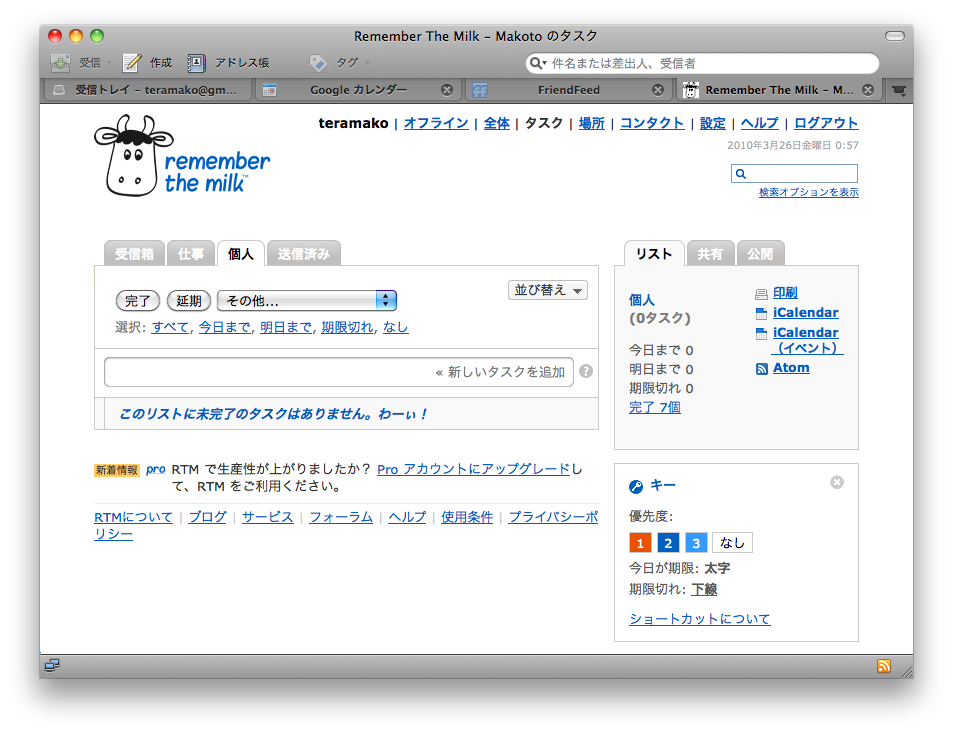 Remember The Milk – Makoto のタスク
受信 作成 アドレス帳 タグ 件名または差出人、受信者
受信トレイ – teramako@gm... Google カレンダー FriendFeed Remember The Milk – M...
teramako | オフライン | 全体 | タスク | 場所 | コンタクト | 設定 | ヘルプ | ログアウト
2010年3月26日金曜日 0:57
remember
the milk™
検索オプションを表示
受信箱 仕事 個人 送信済み
完了 延期 その他... 並び替え
選択: すべて, 今日まで, 明日まで, 期限切れ, なし
« 新しいタスクを追加 ?
このリストに未完了のタスクはありません。わーぃ！
新着情報 pro RTM で生産性が上がりましたか？ Pro アカウントにアップグレードし
て、RTM をご利用ください。
RTMについて | ブログ | サービス | フォーラム | ヘルプ | 使用条件 | プライバシーポ
リシー
リスト 共有 公開
個人
(0タスク)
今日まで 0
明日まで 0
期限切れ 0
完了 7個
印刷
iCalendar
iCalendar
（イベント）
Atom
キー
優先度:
1 2 3 なし
今日が期限: 太字
期限切れ: 下線
ショートカットについて